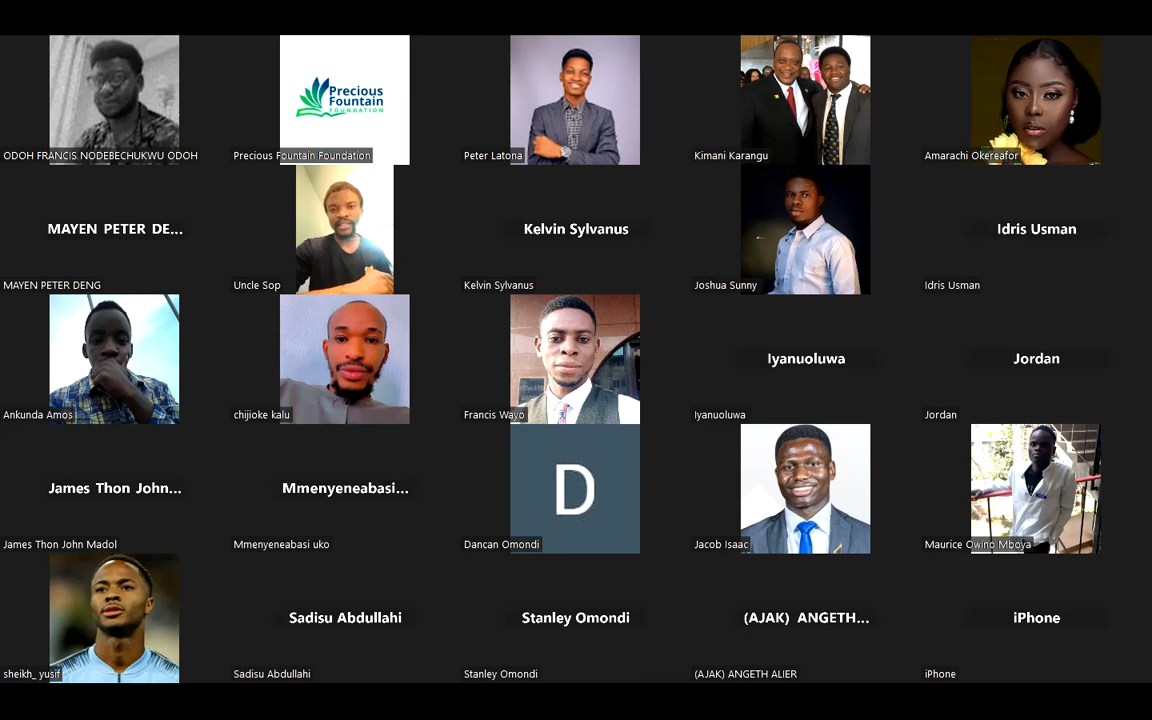 Precious
Fountain
FOUNDATION
ODOH FRANCIS NODEBECHUKWU ODOH
Precious Fountain Foundation
Peter Latona
Kimani Karangu
Amarachi Okereafor
MAYEN PETER DE...
Kelvin Sylvanus
Idris Usman
MAYEN PETER DENG
Uncle Sop
Kelvin Sylvanus
Joshua Sunny
Idris Usman
Iyanuoluwa
Jordan
Ankunda Amos
chijioke kalu
Francis Wayo
Iyanuoluwa
Jordan
James Thon John...
Mmenyeneabasi...
D
James Thon John Madol
Mmenyeneabasi uko
Dancan Omondi
Jacob Isaac
Maurice Owino Mboya
Sadisu Abdullahi
Stanley Omondi
(AJAK) ANGETH...
iPhone
sheikh_ yusif
Sadisu Abdullahi
Stanley Omondi
(AJAK) ANGETH ALIER
iPhone